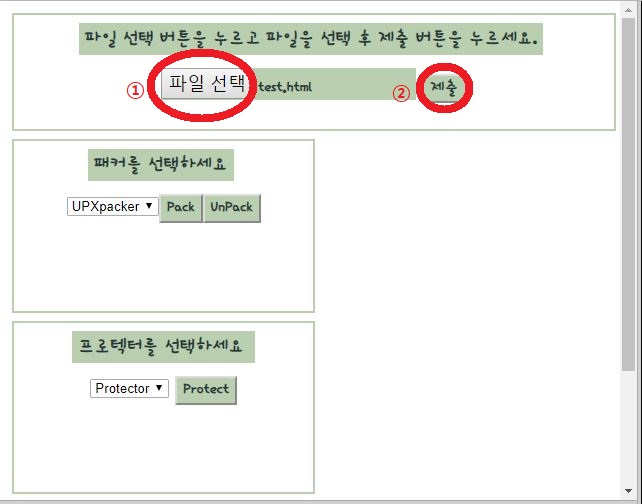 파일 선택 버튼을 누르고 파일을 선택 후 제출 버튼을 누르세요.
① 파일 선택 test.html ② 제출
패커를 선택하세요
UPXpacker ▼ Pack UnPack
프로텍터를 선택하세요
Protector ▼ Protect